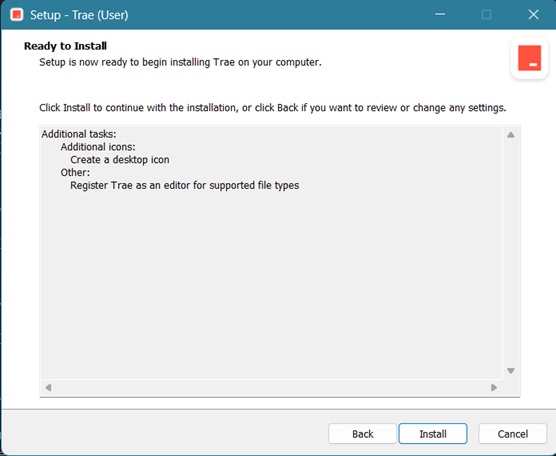 Setup - Trae (User)
Ready to Install
Setup is now ready to begin installing Trae on your computer.
Click Install to continue with the installation, or click Back if you want to review or change any settings.
Additional tasks:
Additional icons:
Create a desktop icon
Other:
Register Trae as an editor for supported file types
Back
Install
Cancel